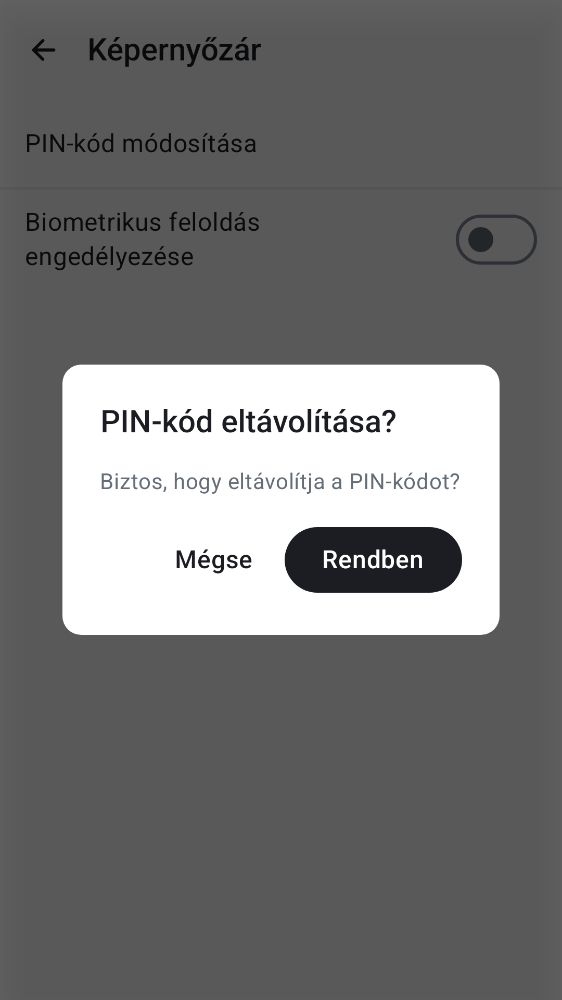 Képernyőzár
PIN-kód módosítása
Biometrikus feloldás
engedélyezése
PIN-kód eltávolítása?
Biztos, hogy eltávolítja a PIN-kódot?
Mégse
Rendben